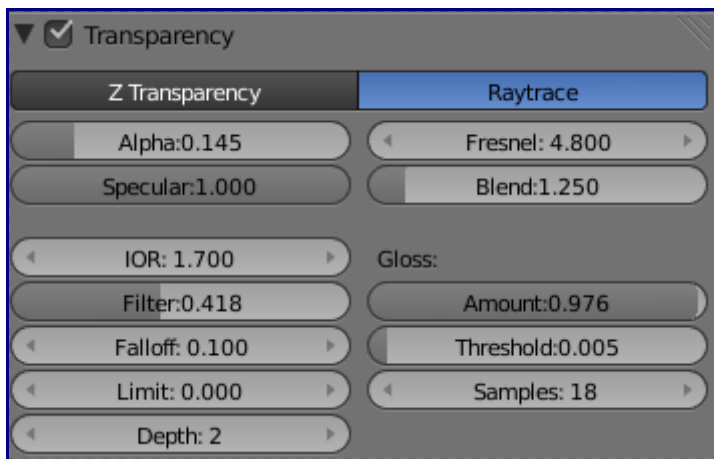 Transparency
Z Transparency Raytrace
Alpha:0.145 Fresnel: 4.800
Specular:1.000 Blend:1.250
IOR: 1.700 Gloss:
Filter:0.418 Amount:0.976
Falloff: 0.100 Threshold:0.005
Limit: 0.000 Samples: 18
Depth: 2